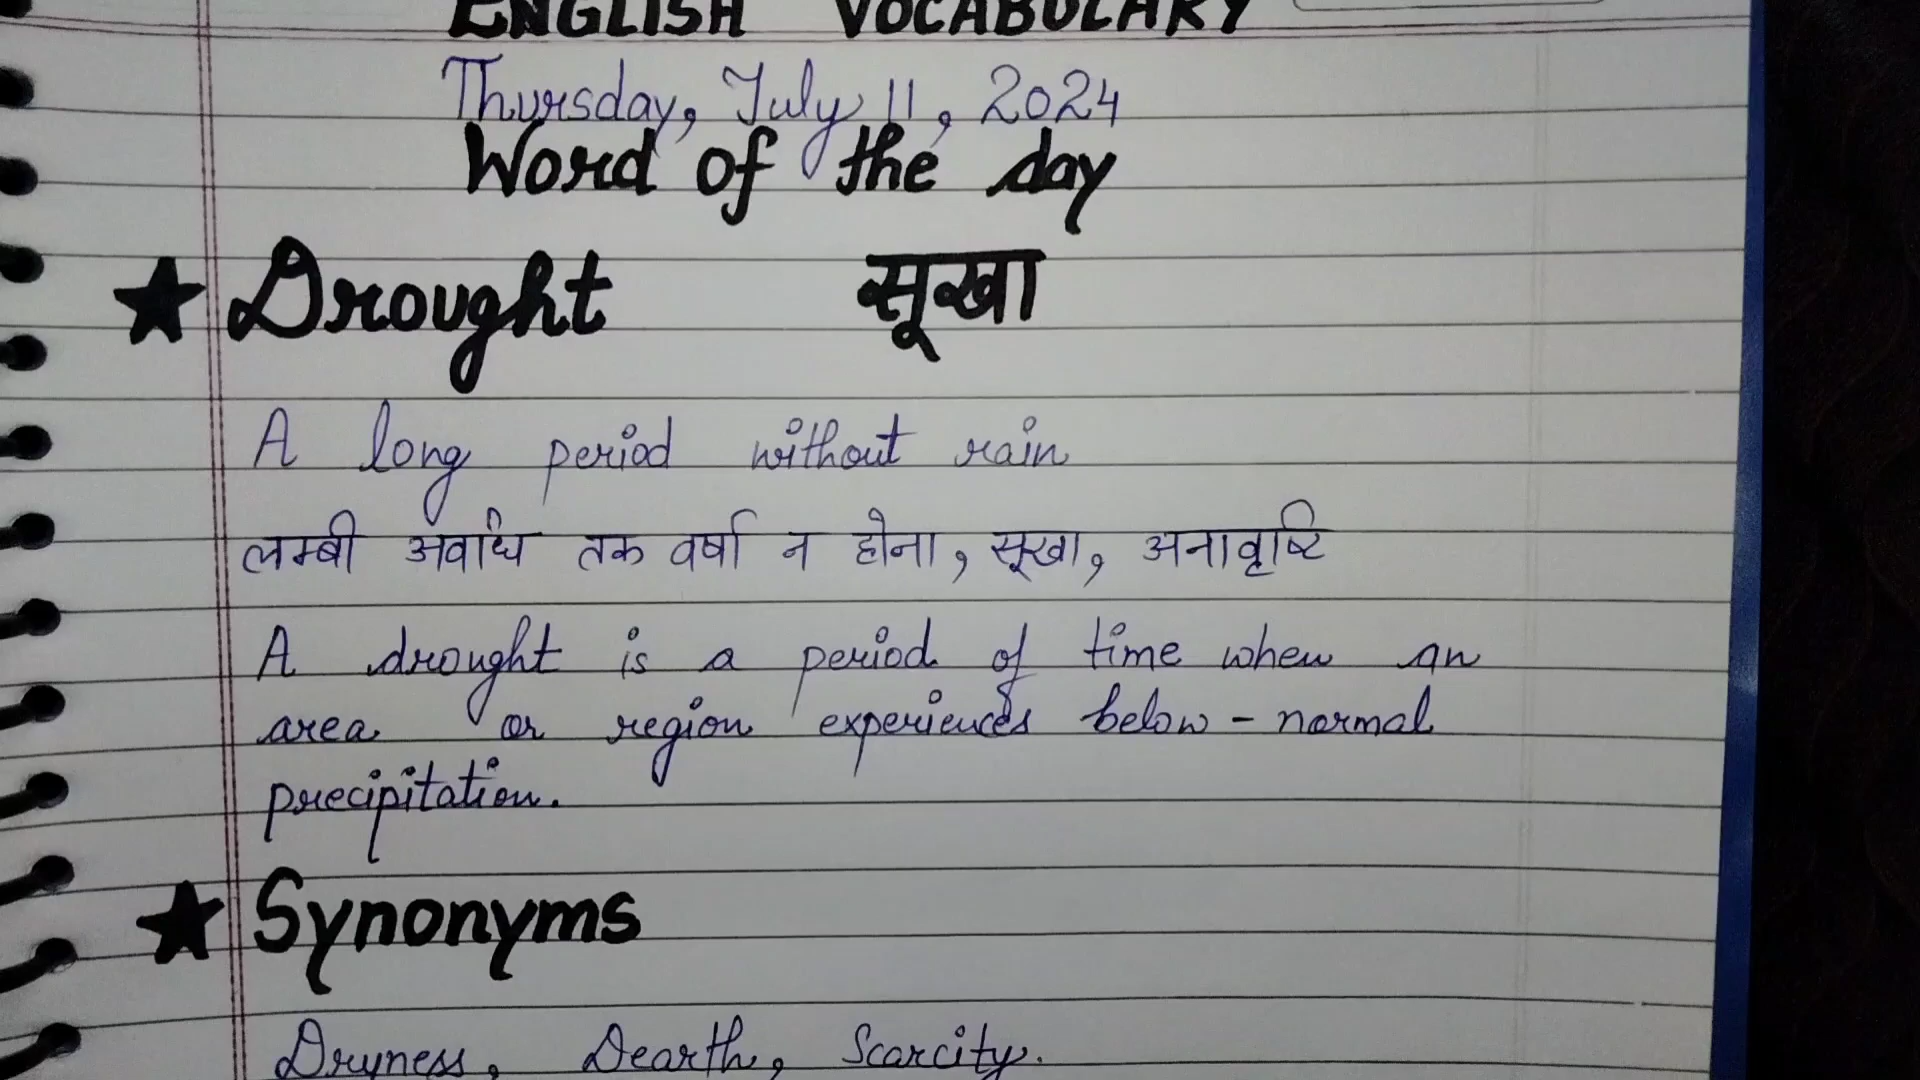 ENGLISH VOCABULARY
Thursday, July 11, 2024
Word of the day
★ Drought सूखा
A long period without rain
लम्बी अवधि तक वर्षा न होना, सूखा, अनावृष्टि
A drought is a period of time when an
area or region experiences below-normal
precipitation.
★ Synonyms
Dryness, Dearth, Scarcity.